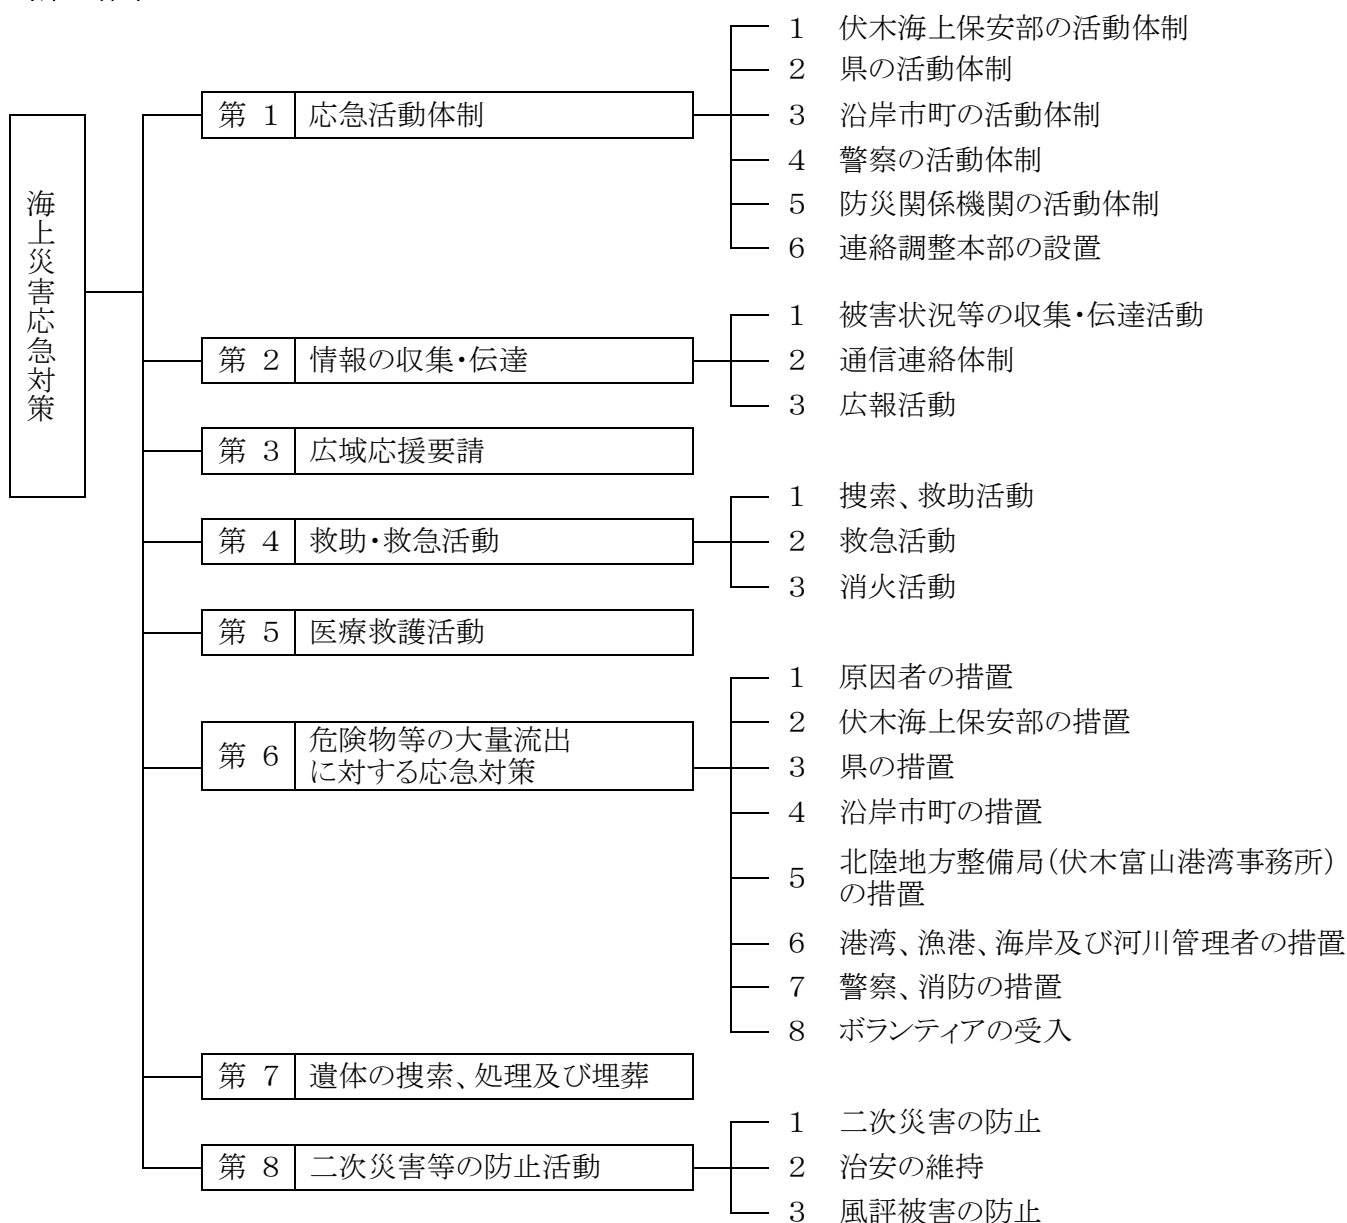 海上災害応急対策
第 1 応急活動体制
1 伏木海上保安部の活動体制
2 県の活動体制
3 沿岸市町の活動体制
4 警察の活動体制
5 防災関係機関の活動体制
6 連絡調整本部の設置
第 2 情報の収集・伝達
1 被害状況等の収集・伝達活動
2 通信連絡体制
3 広報活動
第 3 広域応援要請
第 4 救助・救急活動
1 捜索、救助活動
2 救急活動
3 消火活動
第 5 医療救護活動
第 6 危険物等の大量流出
に対する応急対策
1 原因者の措置
2 伏木海上保安部の措置
3 県の措置
4 沿岸市町の措置
5 北陸地方整備局(伏木富山港湾事務所)
の措置
6 港湾、漁港、海岸及び河川管理者の措置
7 警察、消防の措置
8 ボランティアの受入
第 7 遺体の捜索、処理及び埋葬
第 8 二次災害等の防止活動
1 二次災害の防止
2 治安の維持
3 風評被害の防止